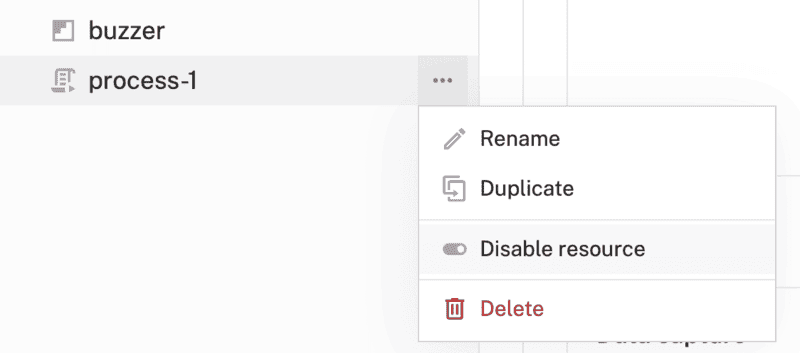 buzzer
process-1
Rename
Duplicate
Disable resource
Delete